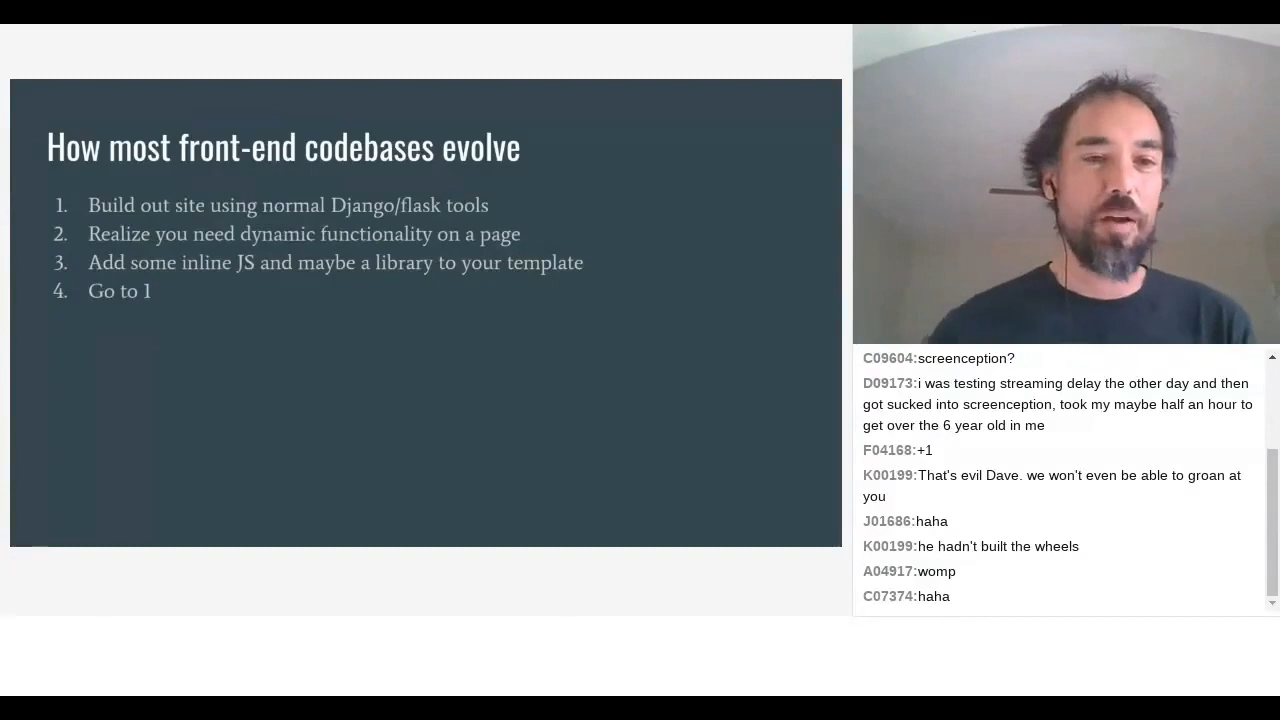 How most front-end codebases evolve
1. Build out site using normal Django/flask tools
2. Realize you need dynamic functionality on a page
3. Add some inline JS and maybe a library to your template
4. Go to 1
C09604:screenception?
D09173:i was testing streaming delay the other day and then
got sucked into screenception, took my maybe half an hour to
get over the 6 year old in me
F04168:+1
K00199:That's evil Dave. we won't even be able to groan at
you
J01686:haha
K00199:he hadn't built the wheels
A04917:womp
C07374:haha